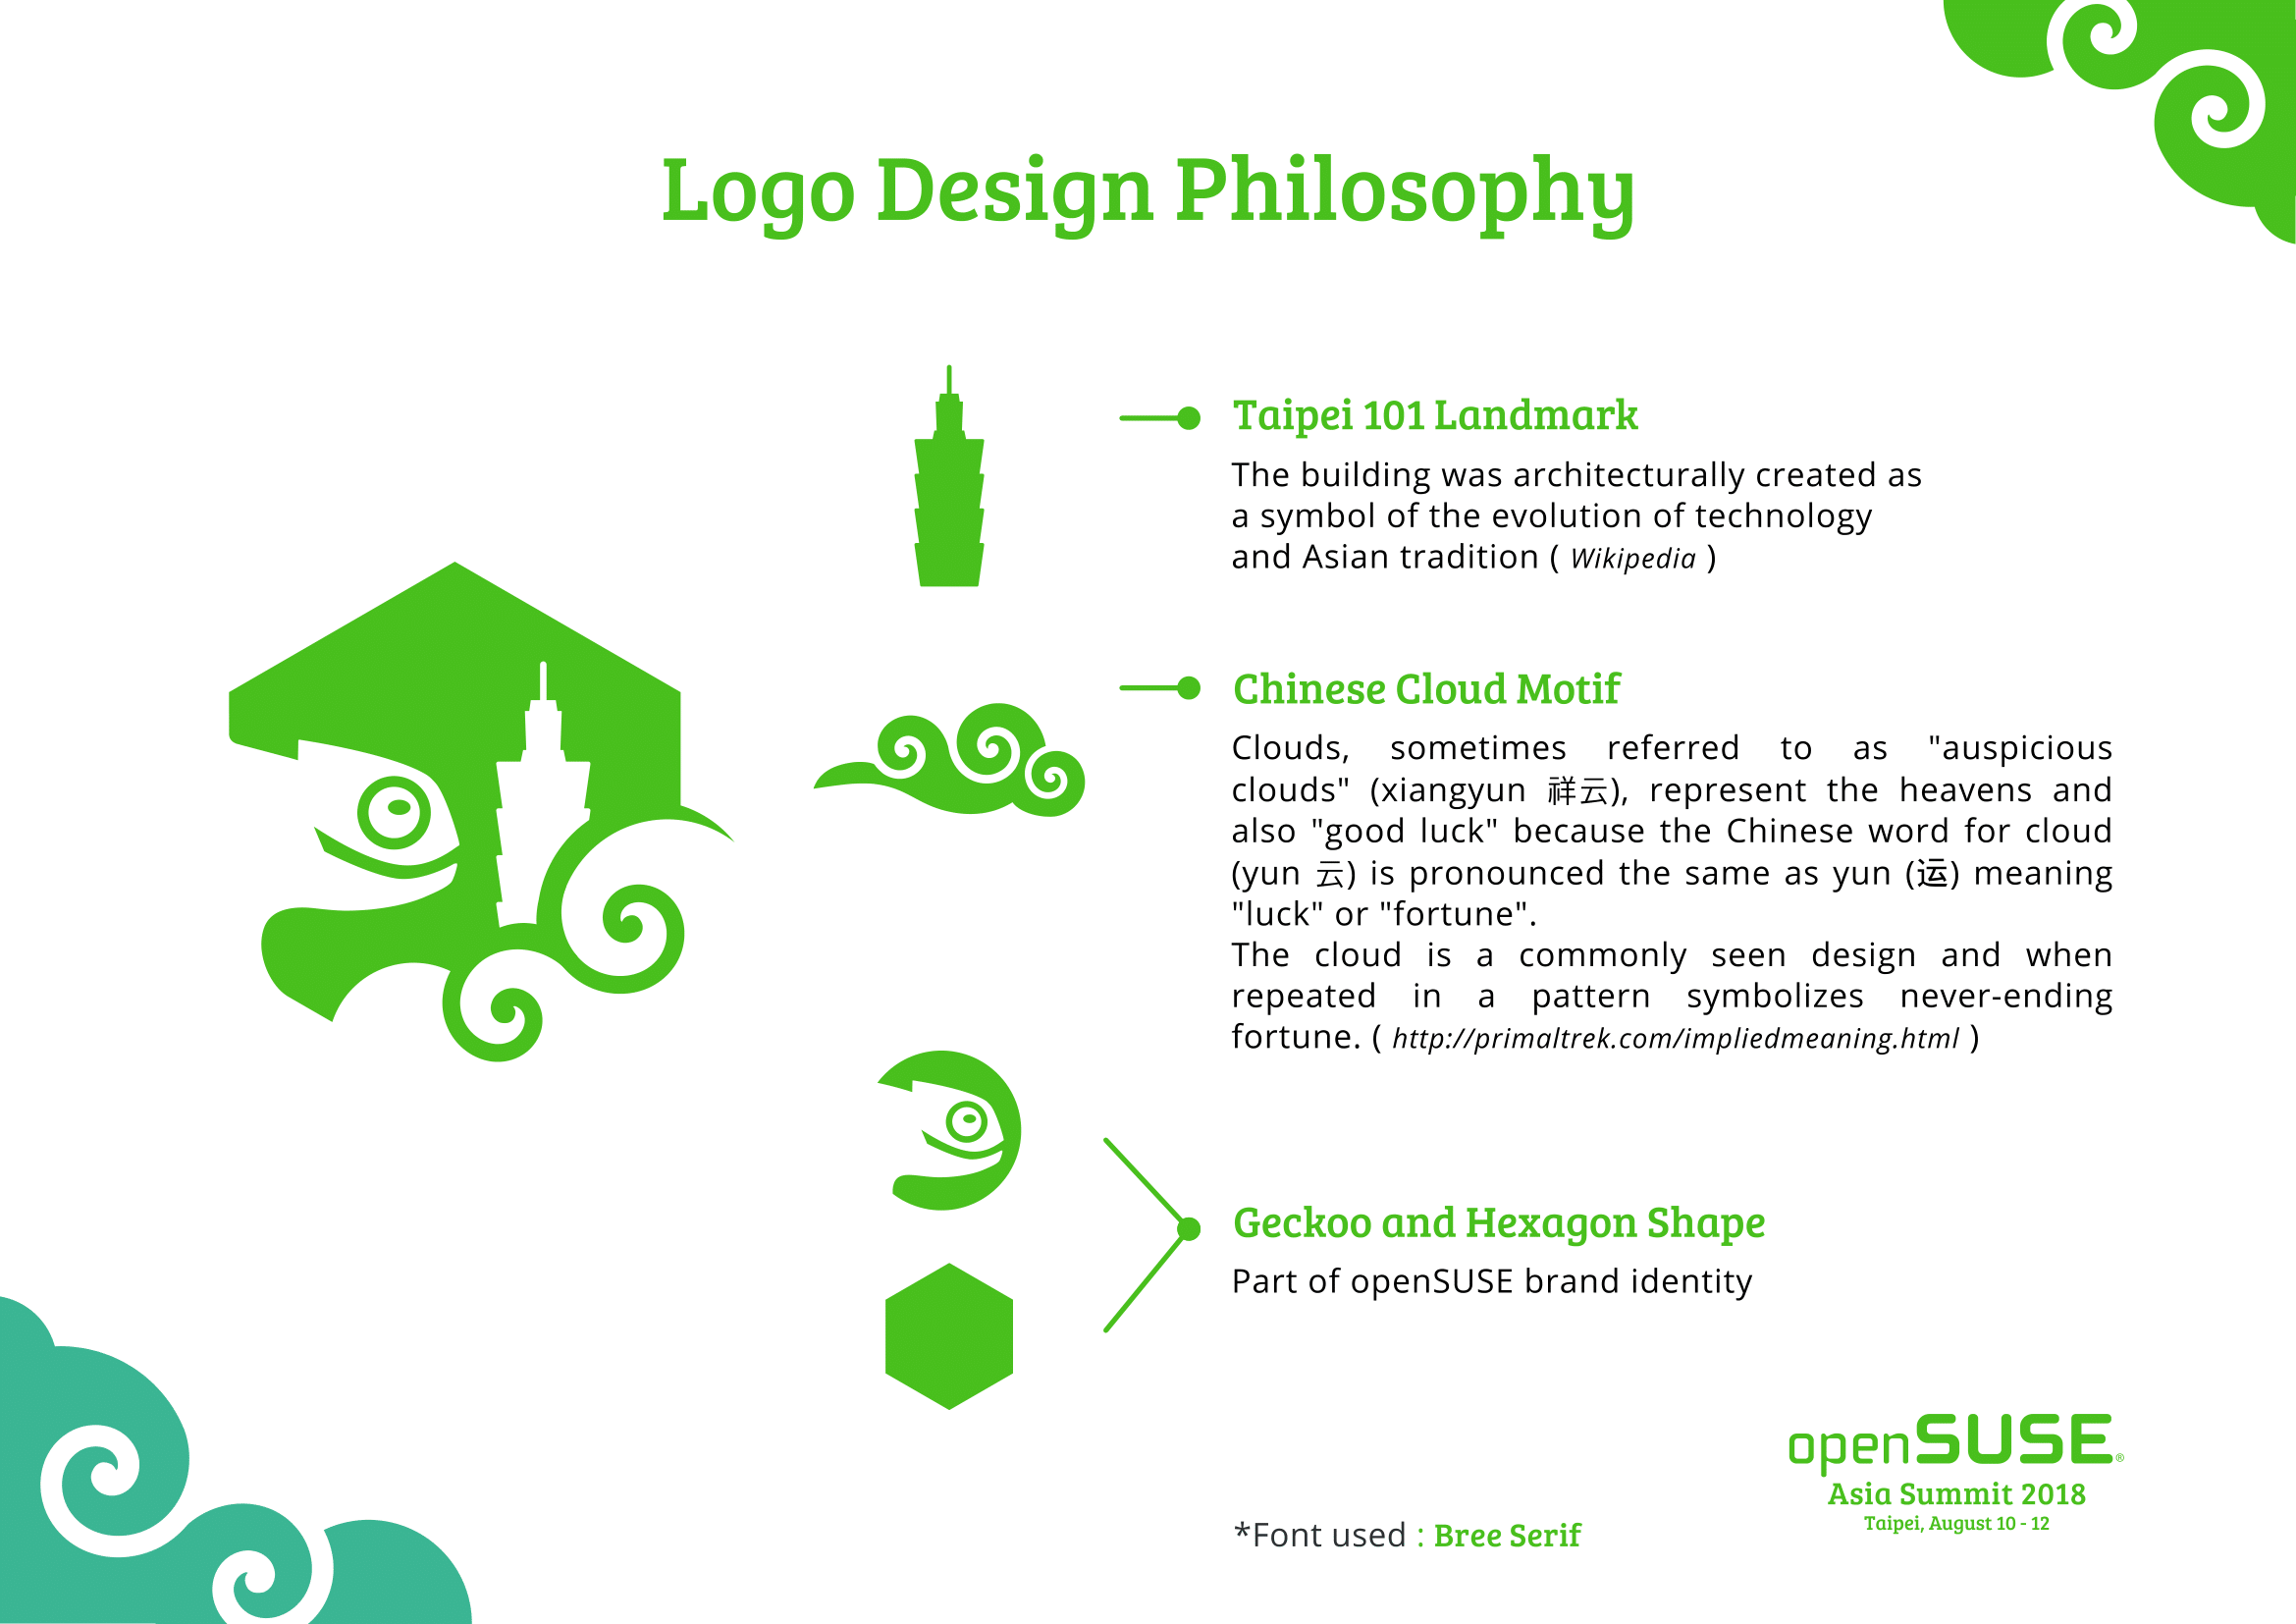 Logo Design Philosophy
Taipei 101 Landmark
The building was architecturally created as
a symbol of the evolution of technology
and Asian tradition ( Wikipedia )
Chinese Cloud Motif
Clouds, sometimes referred to as "auspicious
clouds" (xiangyun 祥云), represent the heavens and
also "good luck" because the Chinese word for cloud
(yun 云) is pronounced the same as yun (运) meaning
"luck" or "fortune".
The cloud is a commonly seen design and when
repeated in a pattern symbolizes never-ending
fortune. ( http://primaltrek.com/impliedmeaning.html )
Geckoo and Hexagon Shape
Part of openSUSE brand identity
openSUSE®
Asia Summit 2018
Taipei, August 10 - 12
*Font used : Bree Serif